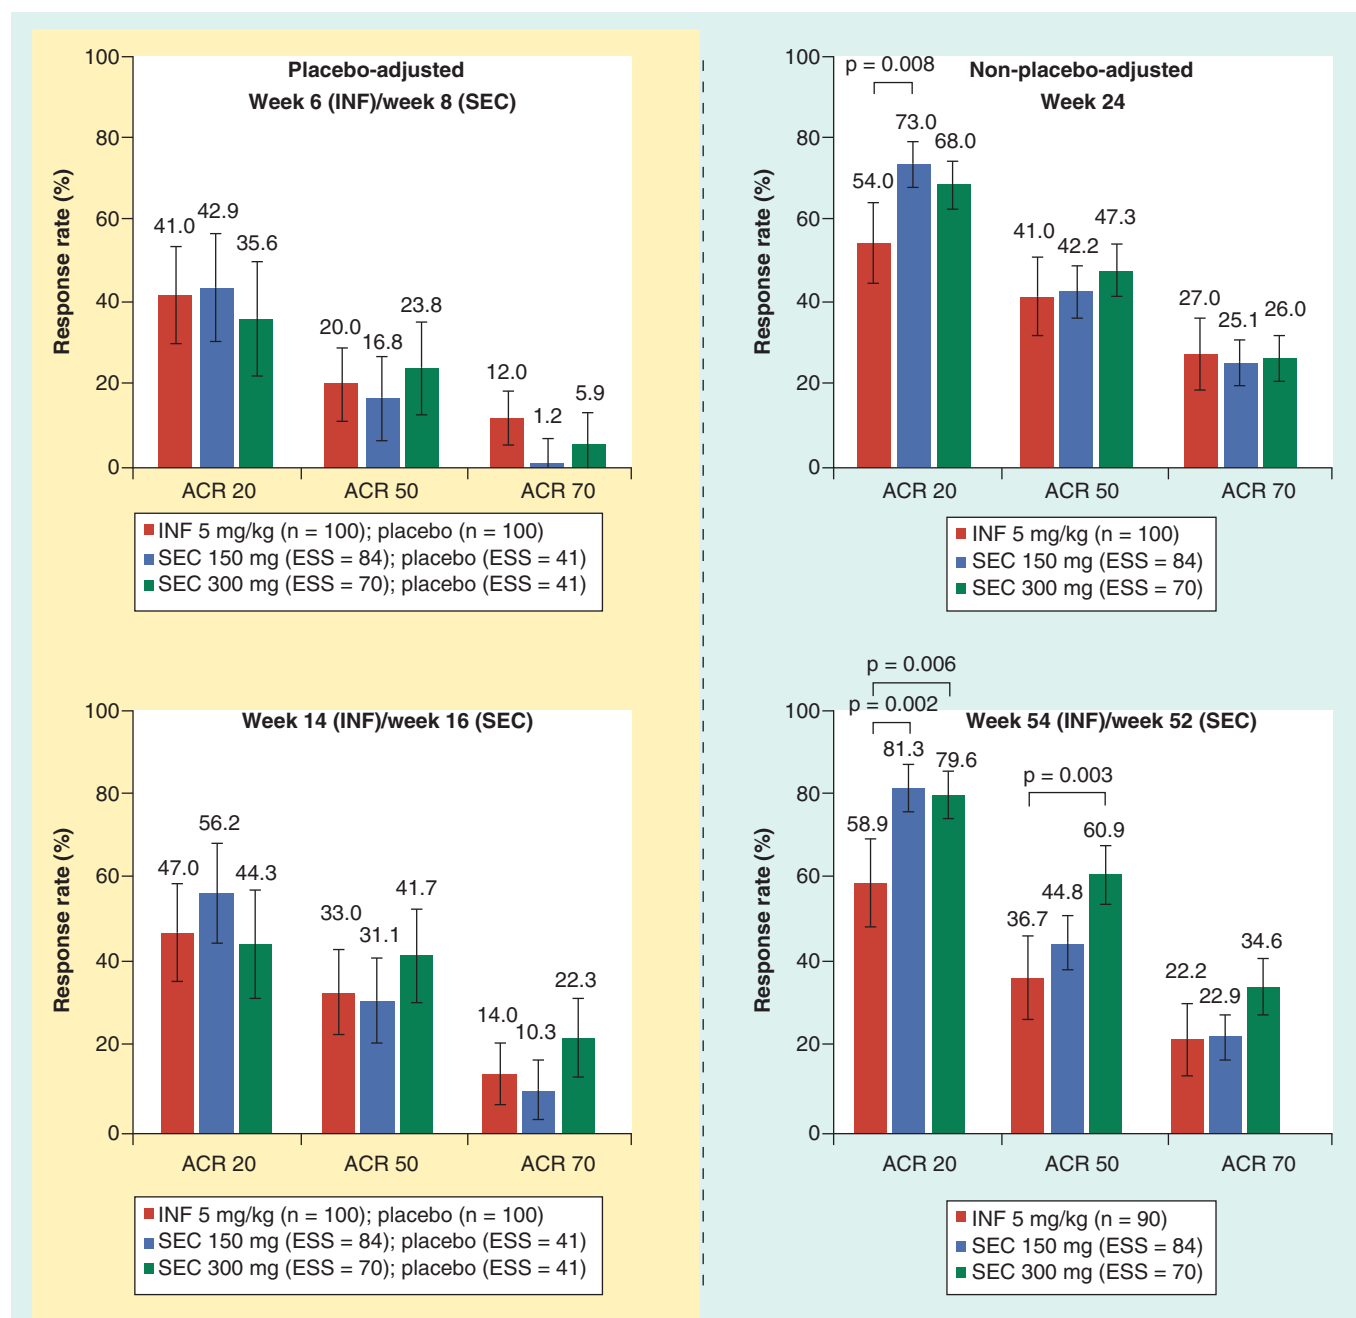 Placebo-adjusted
Week 6 (INF)/week 8 (SEC)
Response rate (%)
100
80
60
40
20
0
41.0
42.9
35.6
20.0
16.8
23.8
12.0
1.2
5.9
ACR 20
ACR 50
ACR 70
INF 5 mg/kg (n = 100); placebo (n = 100)
SEC 150 mg (ESS = 84); placebo (ESS = 41)
SEC 300 mg (ESS = 70); placebo (ESS = 41)
Non-placebo-adjusted
Week 24
p = 0.008
Response rate (%)
100
80
60
40
20
0
54.0
73.0
68.0
41.0
42.2
47.3
27.0
25.1
26.0
ACR 20
ACR 50
ACR 70
INF 5 mg/kg (n = 100)
SEC 150 mg (ESS = 84)
SEC 300 mg (ESS = 70)
Week 14 (INF)/week 16 (SEC)
Response rate (%)
100
80
60
40
20
0
47.0
56.2
44.3
33.0
31.1
41.7
14.0
10.3
22.3
ACR 20
ACR 50
ACR 70
INF 5 mg/kg (n = 100); placebo (n = 100)
SEC 150 mg (ESS = 84); placebo (ESS = 41)
SEC 300 mg (ESS = 70); placebo (ESS = 41)
p = 0.006
p = 0.002
Week 54 (INF)/week 52 (SEC)
p = 0.003
Response rate (%)
100
80
60
40
20
0
58.9
81.3
79.6
36.7
44.8
60.9
22.2
22.9
34.6
ACR 20
ACR 50
ACR 70
INF 5 mg/kg (n = 90)
SEC 150 mg (ESS = 84)
SEC 300 mg (ESS = 70)